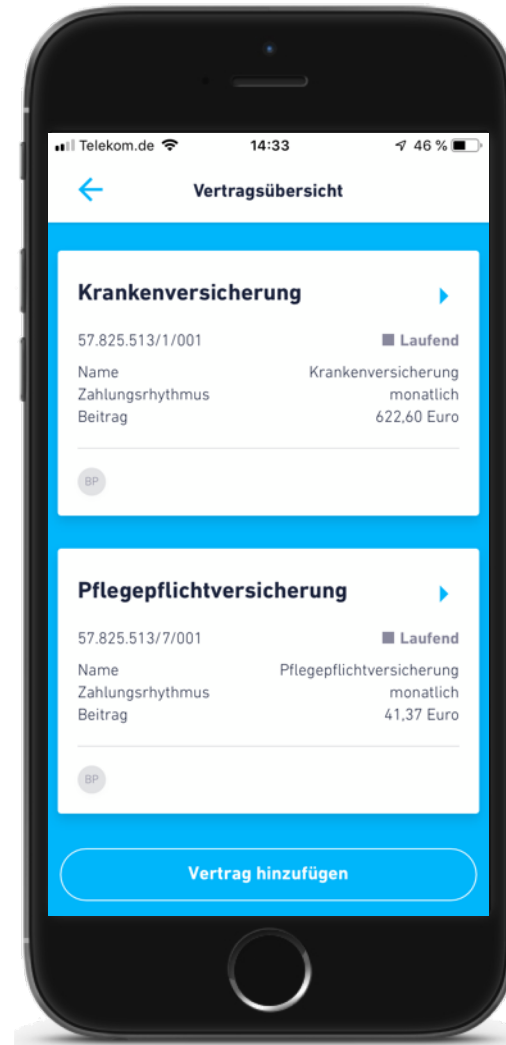 Telekom.de 14:33 46 %
Vertragsübersicht
Krankenversicherung
57.825.513/1/001 Laufend
Name Krankenversicherung
Zahlungsrhythmus monatlich
Beitrag 622,60 Euro
BP
Pflegepflichtversicherung
57.825.513/7/001 Laufend
Name Pflegepflichtversicherung
Zahlungsrhythmus monatlich
Beitrag 41,37 Euro
BP
Vertrag hinzufügen